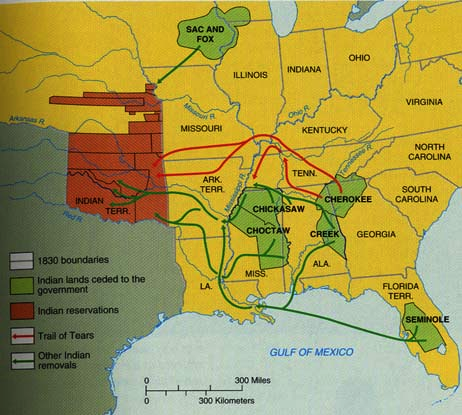 SAC AND
FOX
ILLINOIS
INDIANA
OHIO
VIRGINIA
Arkansas R.
Missouri R.
Ohio R.
MISSOURI
KENTUCKY
Tennessee R.
NORTH
CAROLINA
ARK.
TERR.
TENN.
CHEROKEE
SOUTH
CAROLINA
INDIAN
TERR.
Mississippi R.
CHICKASAW
Red R.
CHOCTAW
CREEK
GEORGIA
LA.
MISS.
ALA.
FLORIDA
TERR.
SEMINOLE
GULF OF MEXICO
1830 boundaries
Indian lands ceded to the
government
Indian reservations
Trail of Tears
Other Indian
removals
0 300 Miles
0 300 Kilometers